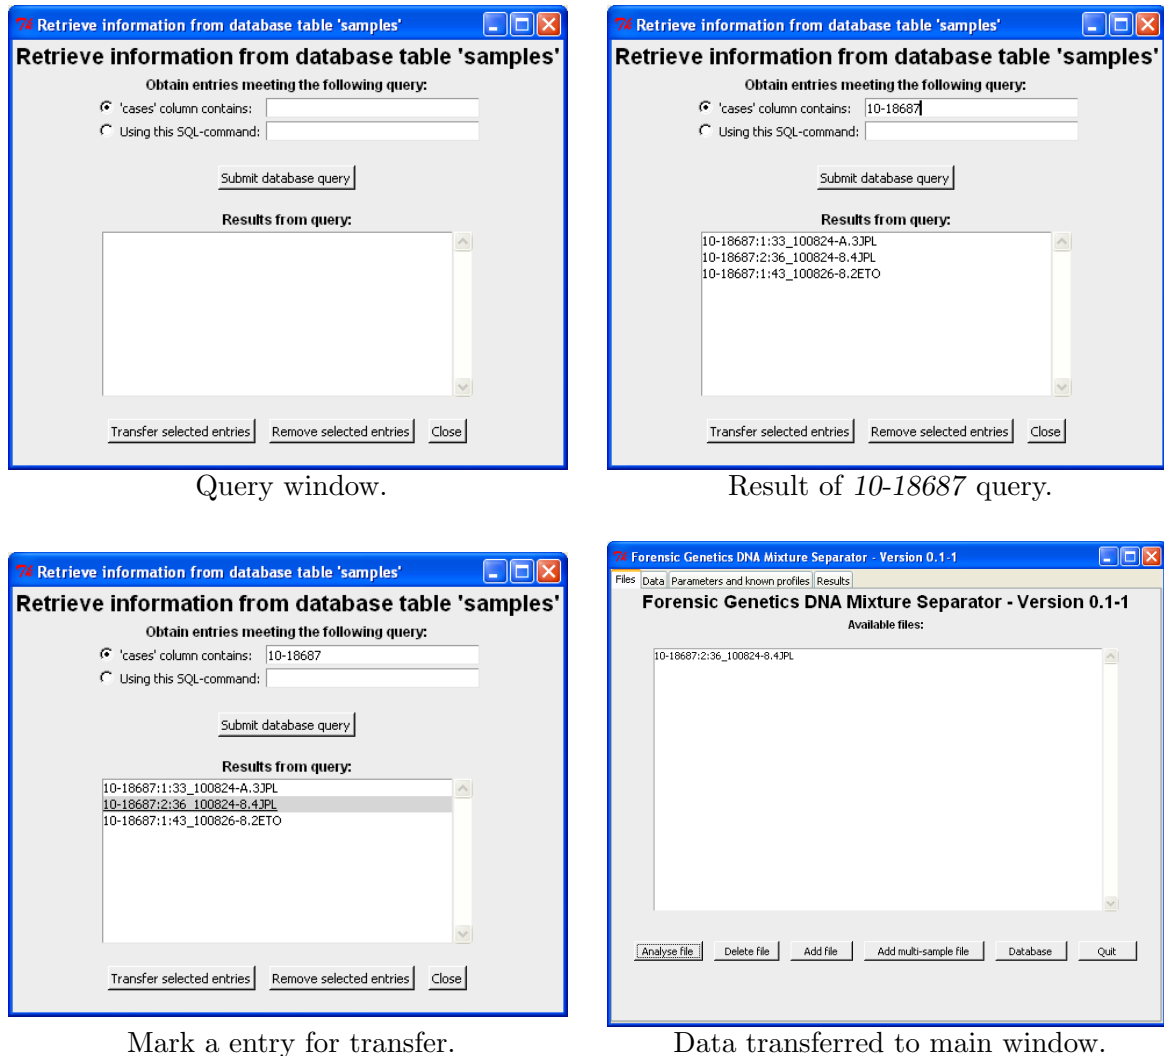 Retrieve information from database table 'samples'
Retrieve information from database table 'samples'
Obtain entries meeting the following query:
'cases' column contains:
Using this SQL-command:
Submit database query
Results from query:
Transfer selected entries Remove selected entries Close
Query window.
Retrieve information from database table 'samples'
Retrieve information from database table 'samples'
Obtain entries meeting the following query:
'cases' column contains: 10-18687
Using this SQL-command:
Submit database query
Results from query:
10-18687:1:33_100824-A.3JPL
10-18687:2:36_100824-8.4JPL
10-18687:1:43_100826-8.2ETO
Transfer selected entries Remove selected entries Close
Result of 10-18687 query.
Retrieve information from database table 'samples'
Retrieve information from database table 'samples'
Obtain entries meeting the following query:
'cases' column contains: 10-18687
Using this SQL-command:
Submit database query
Results from query:
10-18687:1:33_100824-A.3JPL
10-18687:2:36_100824-8.4JPL
10-18687:1:43_100826-8.2ETO
Transfer selected entries Remove selected entries Close
Mark a entry for transfer.
Forensic Genetics DNA Mixture Separator - Version 0.1-1
Files Data Parameters and known profiles Results
Forensic Genetics DNA Mixture Separator - Version 0.1-1
Available files:
10-18687:2:36_100824-8.4JPL
Analyse file Delete file Add file Add multi-sample file Database Quit
Data transferred to main window.